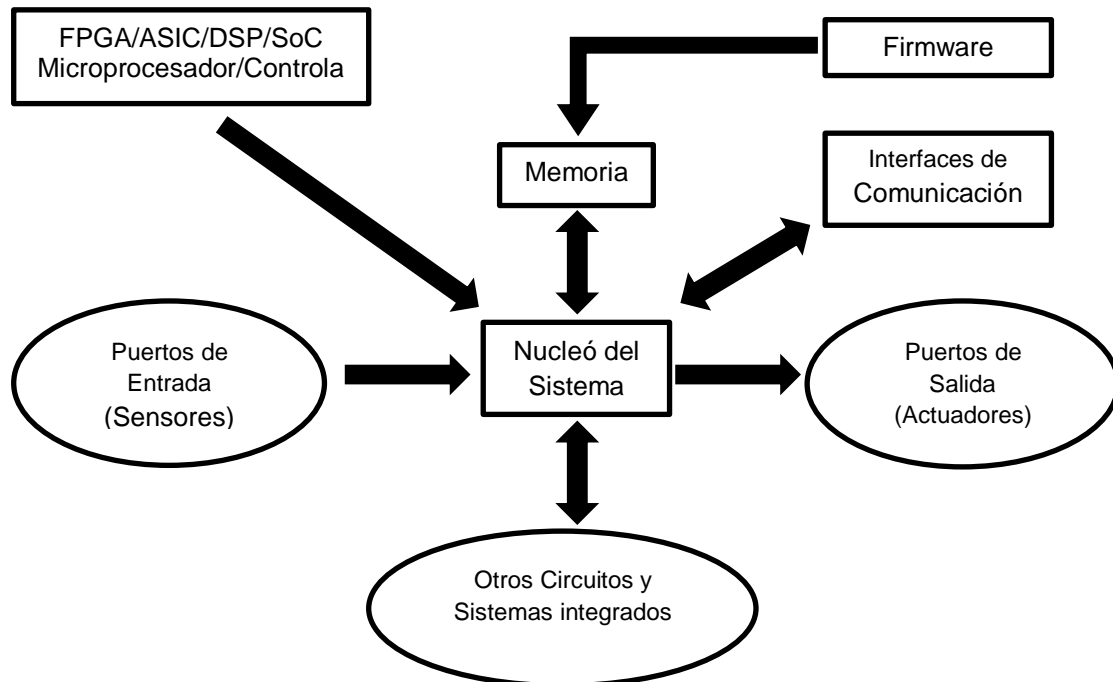 FPGA/ASIC/DSP/SoC
Microprocesador/Controla
Firmware
Memoria
Interfaces de
Comunicación
Puertos de
Entrada
(Sensores)
Nucleó del
Sistema
Puertos de
Salida
(Actuadores)
Otros Circuitos y
Sistemas integrados